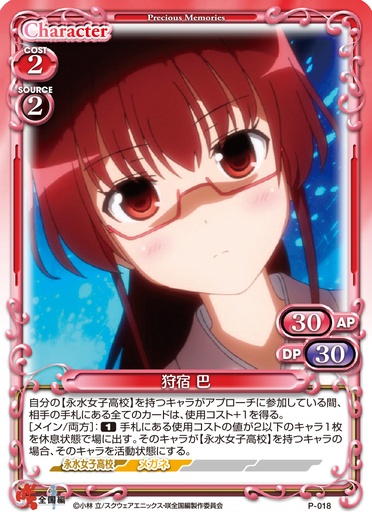 Precious Memories
Character
COST
2
SOURCE
2
30 AP
DP 30
狩宿 巴
自分の【永水女子高校】を持つキャラがアプローチに参加している間、
相手の手札にある全てのカードは、使用コスト+1を得る。
[メイン/両方]：1 手札にある使用コストの値が2以下のキャラ1枚
を休息状態で場に出す。そのキャラが【永水女子高校】を持つキャラの
場合、そのキャラを活動状態にする。
永水女子高校 メガネ
咲 全国編
©小林 立/スクウェアエニックス・咲全国編製作委員会
P-018